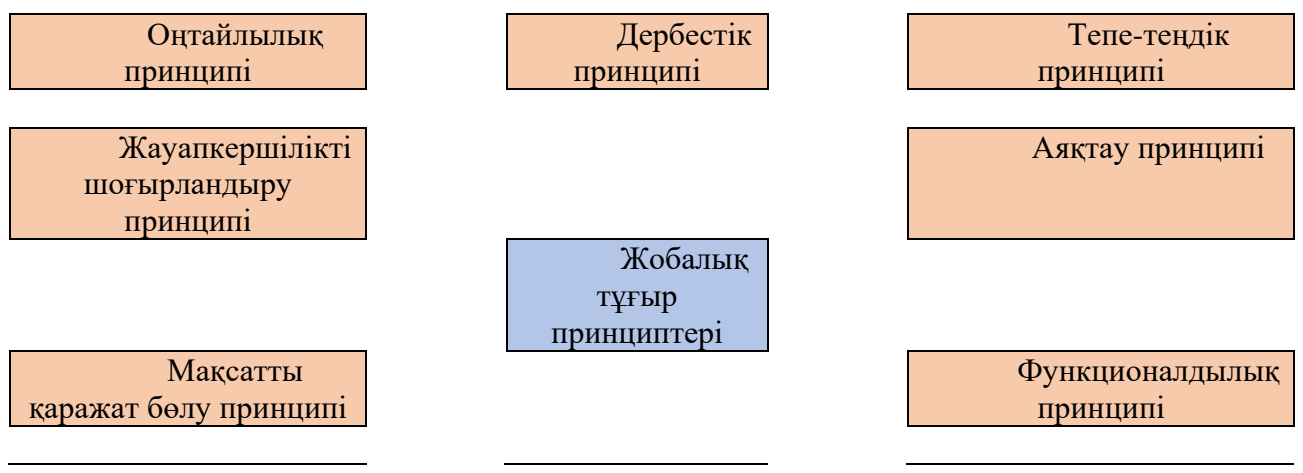 Оңтайлылық
принципі
Дербестік
принципі
Тепе-теңдік
принципі
Жауапкершілікті
шоғырландыру
принципі
Аяқтау принципі
Жобалық
тұғыр
принциптері
Мақсатты
қаражат бөлу принципі
Функционалдылық
принципі